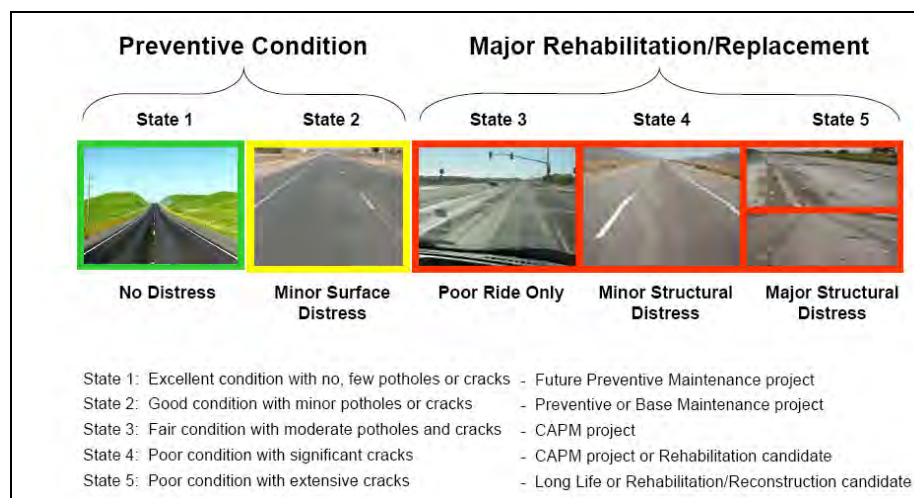 Preventive Condition
Major Rehabilitation/Replacement
State 1
State 2
State 3
State 4
State 5
No Distress
Minor Surface
Distress
Poor Ride Only
Minor Structural
Distress
Major Structural
Distress
State 1: Excellent condition with no, few potholes or cracks - Future Preventive Maintenance project
State 2: Good condition with minor potholes or cracks - Preventive or Base Maintenance project
State 3: Fair condition with moderate potholes and cracks - CAPM project
State 4: Poor condition with significant cracks - CAPM project or Rehabilitation candidate
State 5: Poor condition with extensive cracks - Long Life or Rehabilitation/Reconstruction candidate